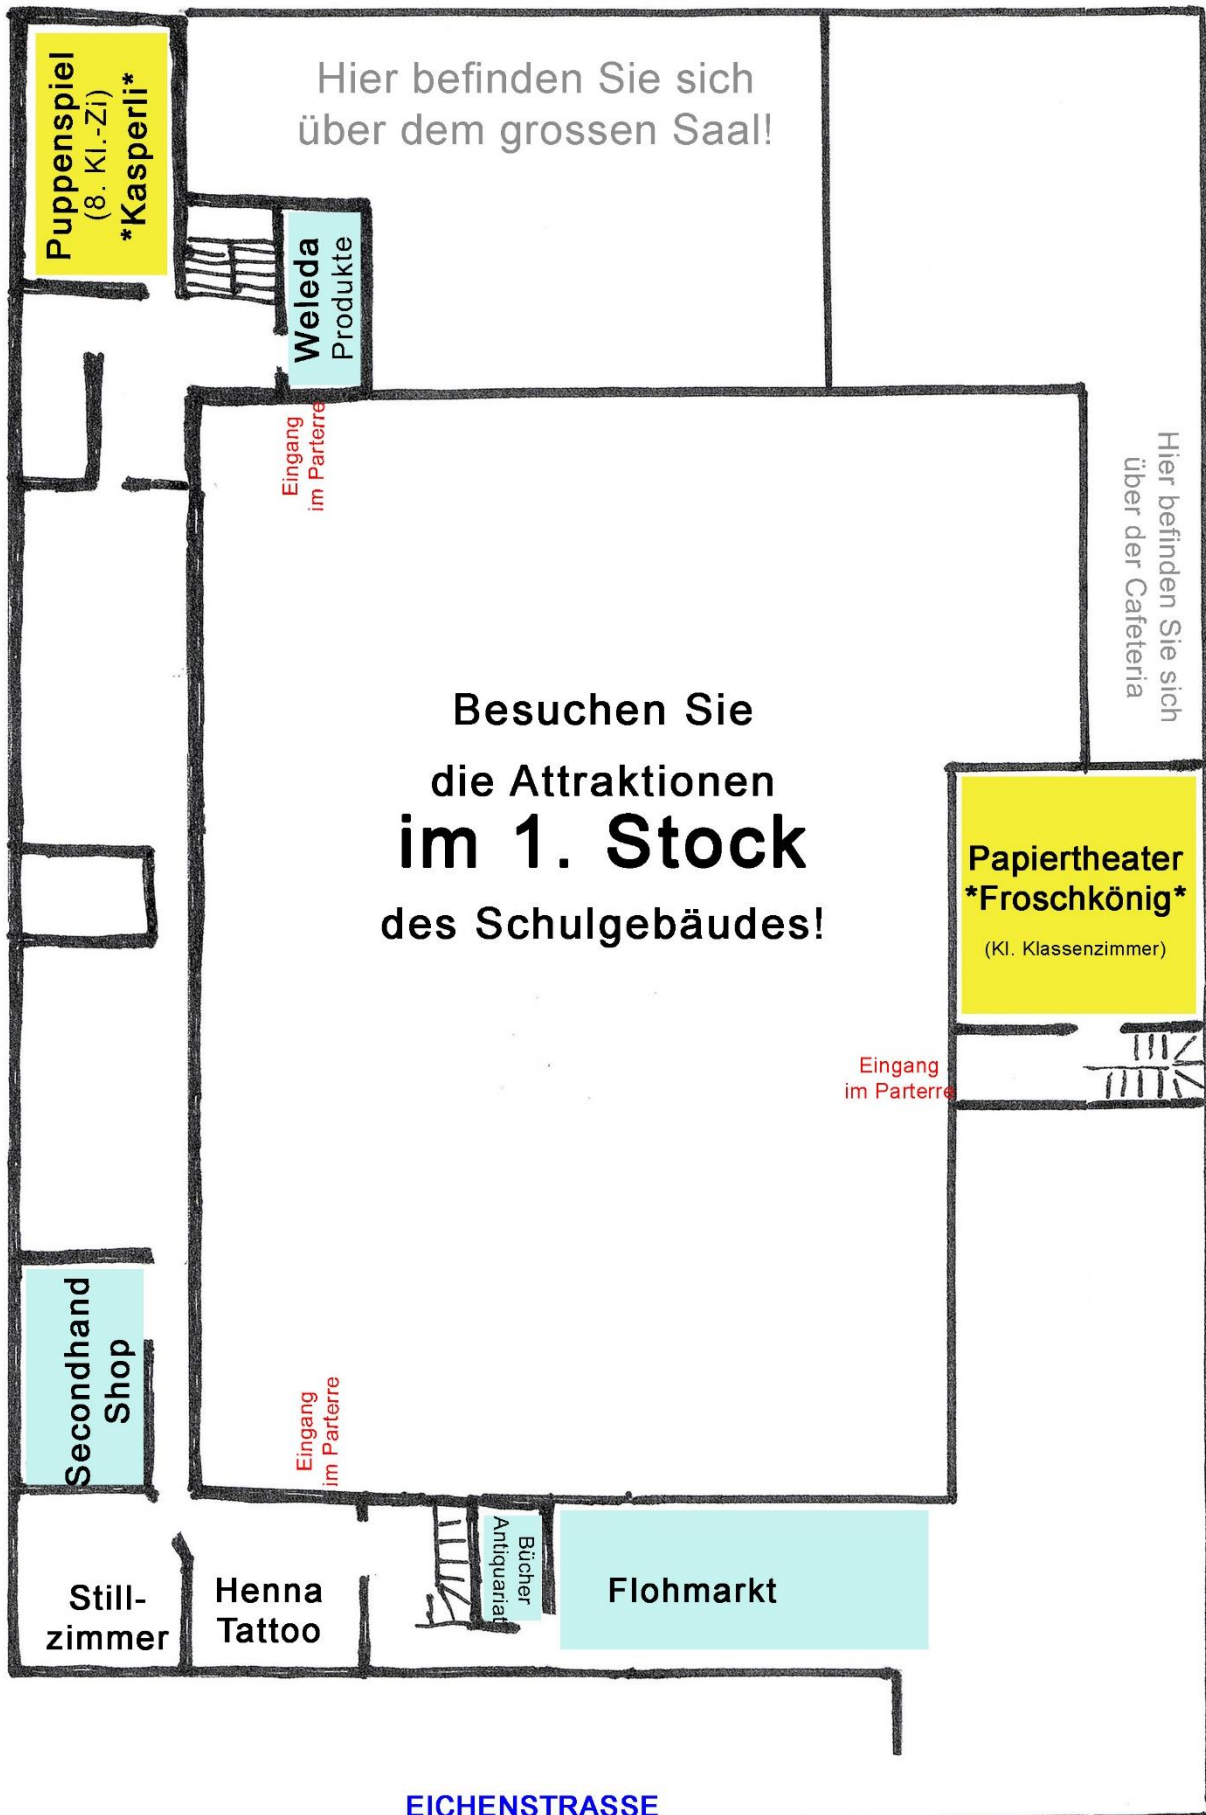 Hier befinden Sie sich
über dem grossen Saal!
Puppenspiel
(8. Kl.-Zi)
*Kasperli*
Weleda
Produkte
Eingang
im Parterre
Hier befinden Sie sich
über der Cafeteria
Besuchen Sie
die Attraktionen
im 1. Stock
des Schulgebäudes!
Papiertheater
*Froschkönig*
(Kl. Klassenzimmer)
Eingang
im Parterre
Secondhand
Shop
Eingang
im Parterre
Still-
zimmer
Henna
Tattoo
Bücher
Antiquariat
Flohmarkt
EICHENSTRASSE